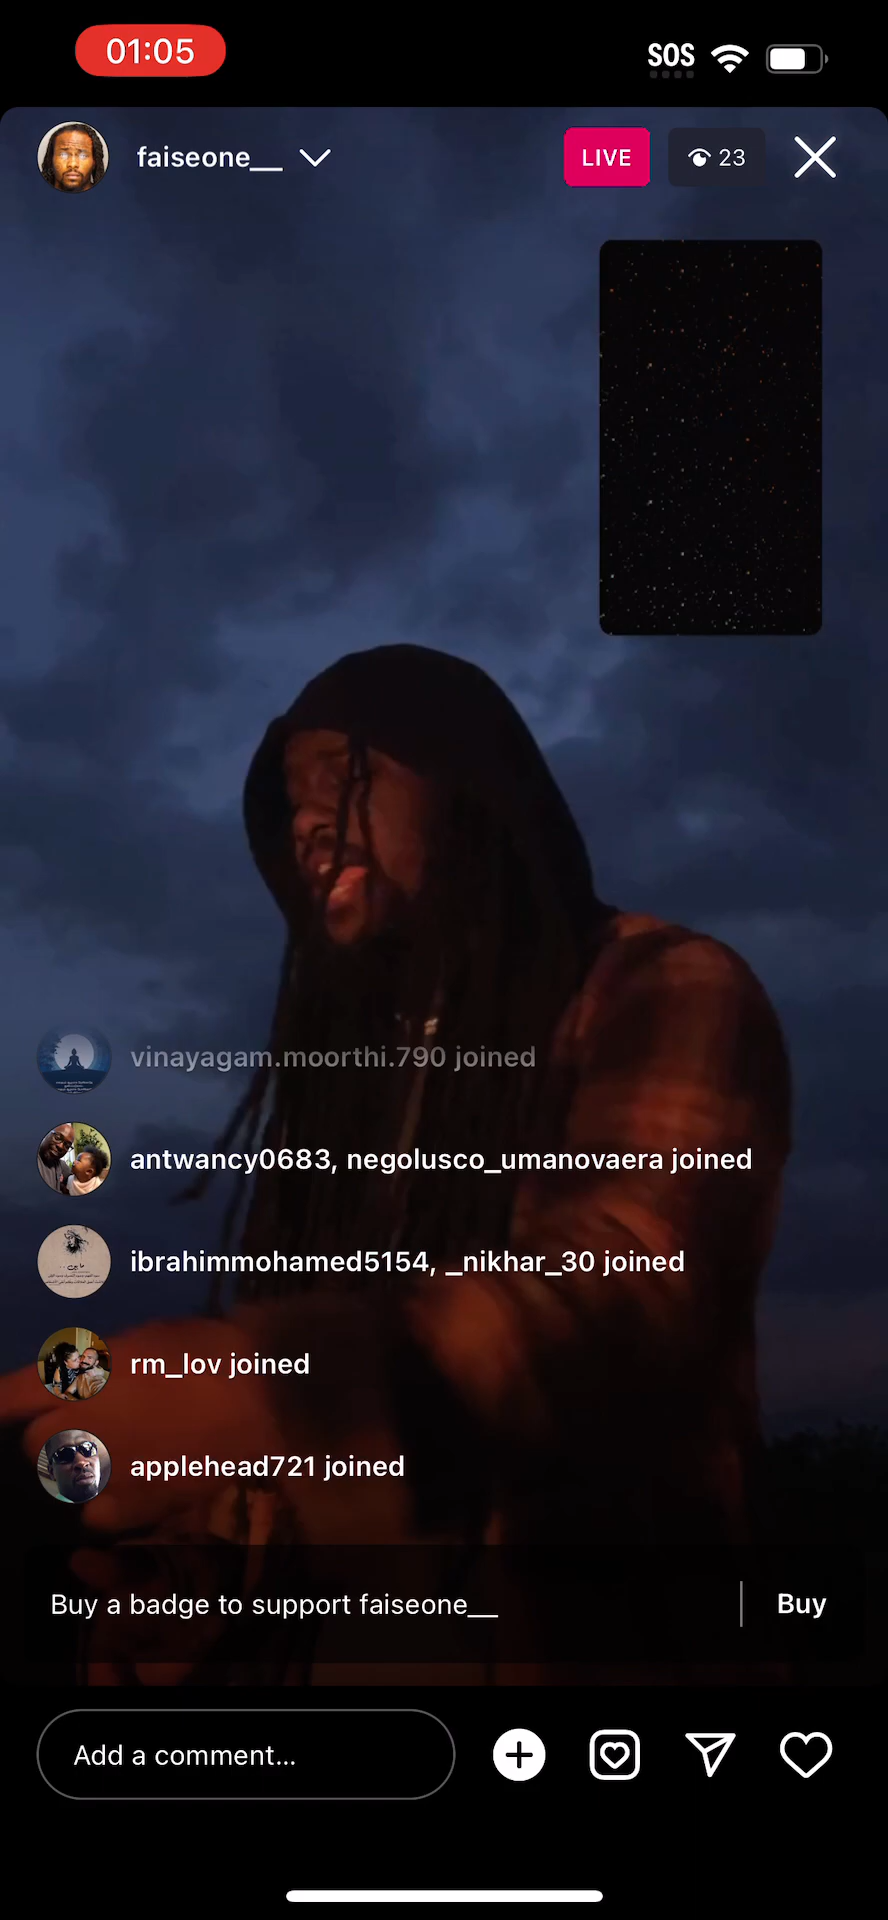 01:05
SOS
faiseone__
LIVE
23
vinayagam.moorthi.790 joined
antwancy0683, negolusco_umanovaera joined
ibrahimmohamed5154, _nikhar_30 joined
rm_lov joined
applehead721 joined
Buy a badge to support faiseone__
Buy
Add a comment...